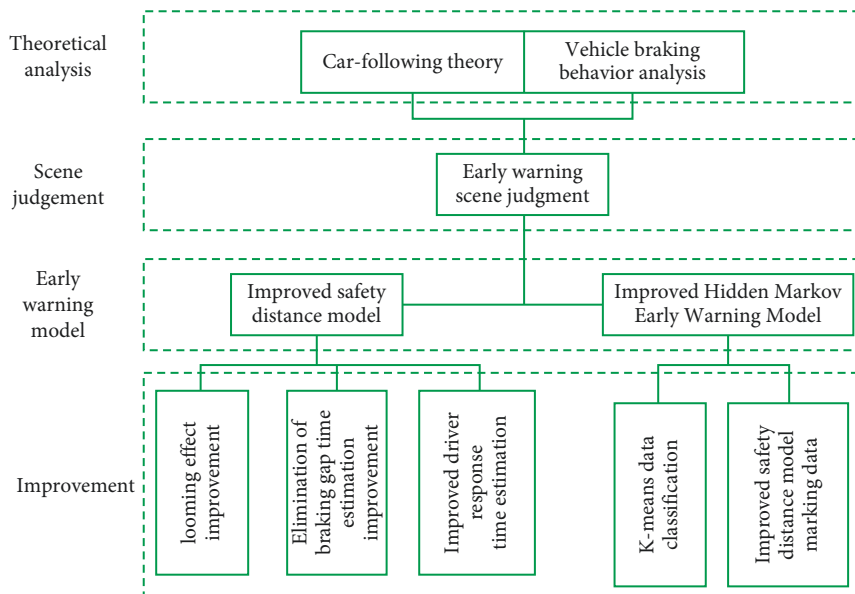 Theoretical
analysis
Car-following theory
Vehicle braking
behavior analysis
Scene
judgement
Early warning
scene judgment
Early
warning
model
Improved safety
distance model
Improved Hidden Markov
Early Warning Model
Improvement
looming effect
improvement
Elimination of
braking gap time
estimation
improvement
Improved driver
response
time estimation
K-means data
classification
Improved safety
distance model
marking data